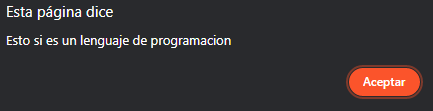 Esta página dice
Esto si es un lenguaje de programacion
Aceptar